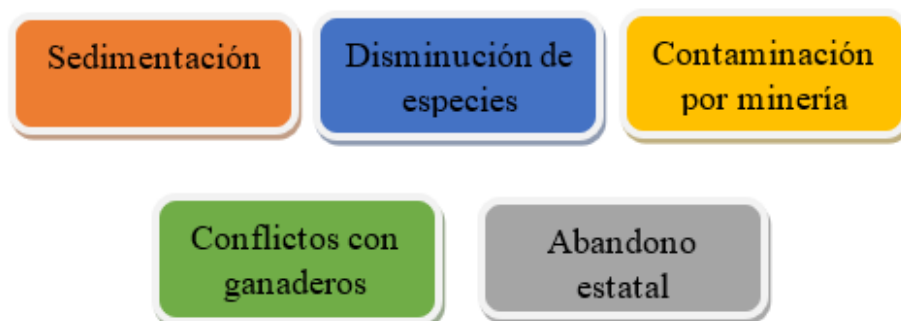 Sedimentación
Disminución de
especies
Contaminación
por minería
Conflictos con
ganaderos
Abandono
estatal